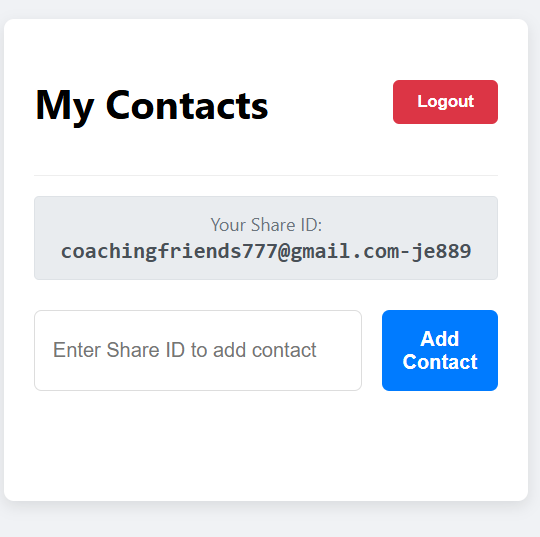 My Contacts
Logout
Your Share ID:
coachingfriends777@gmail.com-je889
Enter Share ID to add contact
Add
Contact